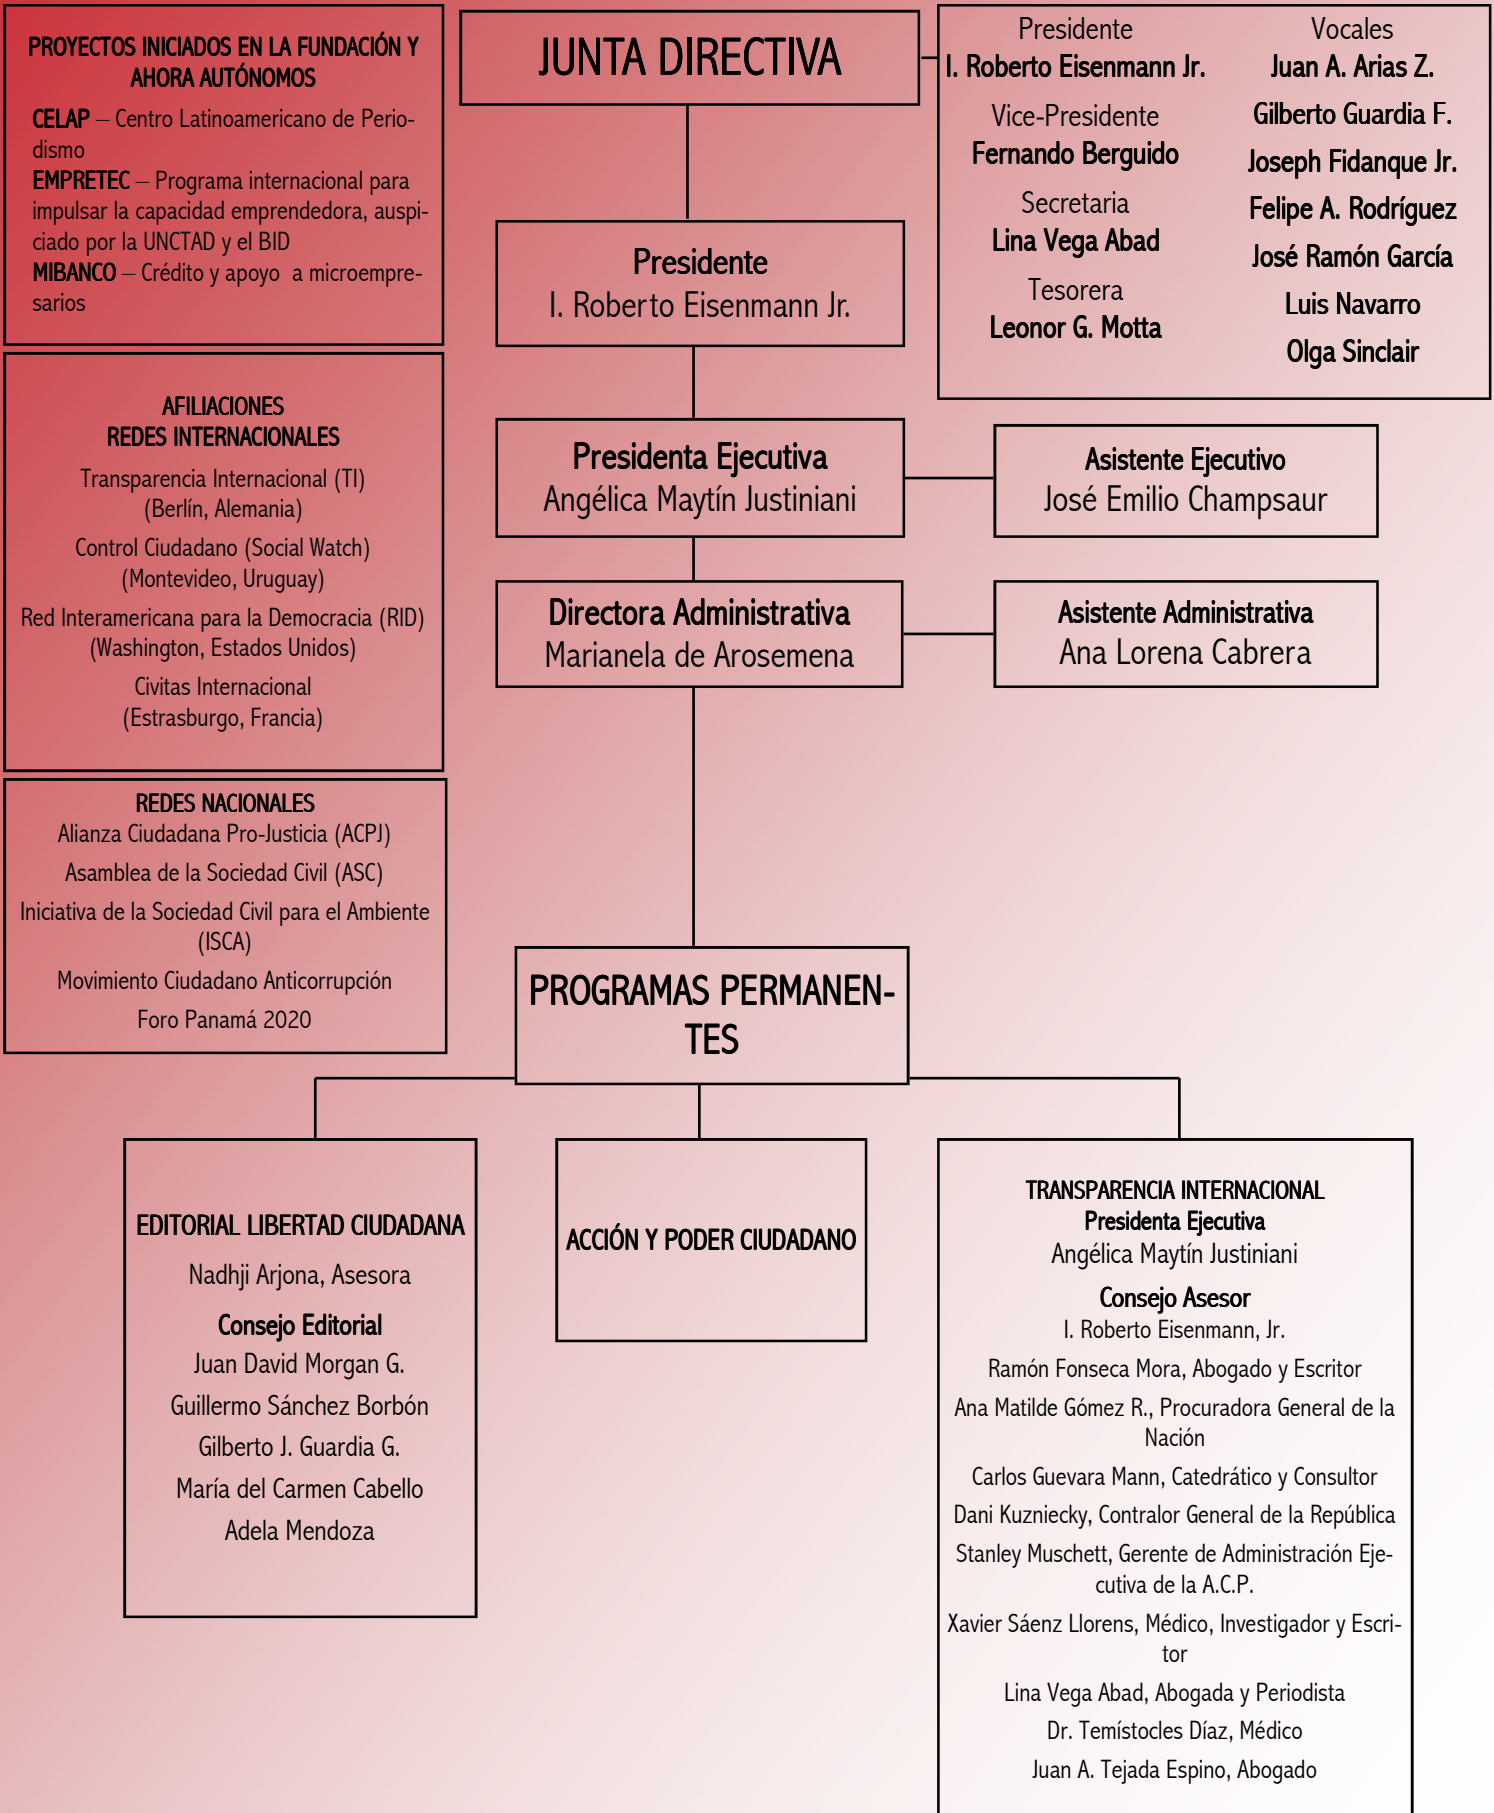 PROYECTOS INICIADOS EN LA FUNDACIÓN Y
AHORA AUTÓNOMOS
CELAP – Centro Latinoamericano de Perio-
dismo
EMPRETEC – Programa internacional para
impulsar la capacidad emprendedora, auspi-
ciado por la UNCTAD y el BID
MIBANCO – Crédito y apoyo a microempre-
sarios
AFILIACIONES
REDES INTERNACIONALES
Transparencia Internacional (TI)
(Berlín, Alemania)
Control Ciudadano (Social Watch)
(Montevideo, Uruguay)
Red Interamericana para la Democracia (RID)
(Washington, Estados Unidos)
Civitas Internacional
(Estrasburgo, Francia)
REDES NACIONALES
Alianza Ciudadana Pro-Justicia (ACPJ)
Asamblea de la Sociedad Civil (ASC)
Iniciativa de la Sociedad Civil para el Ambiente
(ISCA)
Movimiento Ciudadano Anticorrupción
Foro Panamá 2020
JUNTA DIRECTIVA
Presidente
I. Roberto Eisenmann Jr.
Vice-Presidente
Fernando Berguido
Secretaria
Lina Vega Abad
Tesorera
Leonor G. Motta
Vocales
Juan A. Arias Z.
Gilberto Guardia F.
Joseph Fidanque Jr.
Felipe A. Rodríguez
José Ramón García
Luis Navarro
Olga Sinclair
Presidente
I. Roberto Eisenmann Jr.
Presidenta Ejecutiva
Angélica Maytín Justiniani
Asistente Ejecutivo
José Emilio Champsaur
Directora Administrativa
Marianela de Arosemena
Asistente Administrativa
Ana Lorena Cabrera
PROGRAMAS PERMANEN-
TES
EDITORIAL LIBERTAD CIUDADANA
Nadhji Arjona, Asesora
Consejo Editorial
Juan David Morgan G.
Guillermo Sánchez Borbón
Gilberto J. Guardia G.
María del Carmen Cabello
Adela Mendoza
ACCIÓN Y PODER CIUDADANO
TRANSPARENCIA INTERNACIONAL
Presidenta Ejecutiva
Angélica Maytín Justiniani
Consejo Asesor
I. Roberto Eisenmann, Jr.
Ramón Fonseca Mora, Abogado y Escritor
Ana Matilde Gómez R., Procuradora General de la
Nación
Carlos Guevara Mann, Catedrático y Consultor
Dani Kuzniecky, Contralor General de la República
Stanley Muschett, Gerente de Administración Eje-
cutiva de la A.C.P.
Xavier Sáenz Llorens, Médico, Investigador y Escri-
tor
Lina Vega Abad, Abogada y Periodista
Dr. Temístocles Díaz, Médico
Juan A. Tejada Espino, Abogado